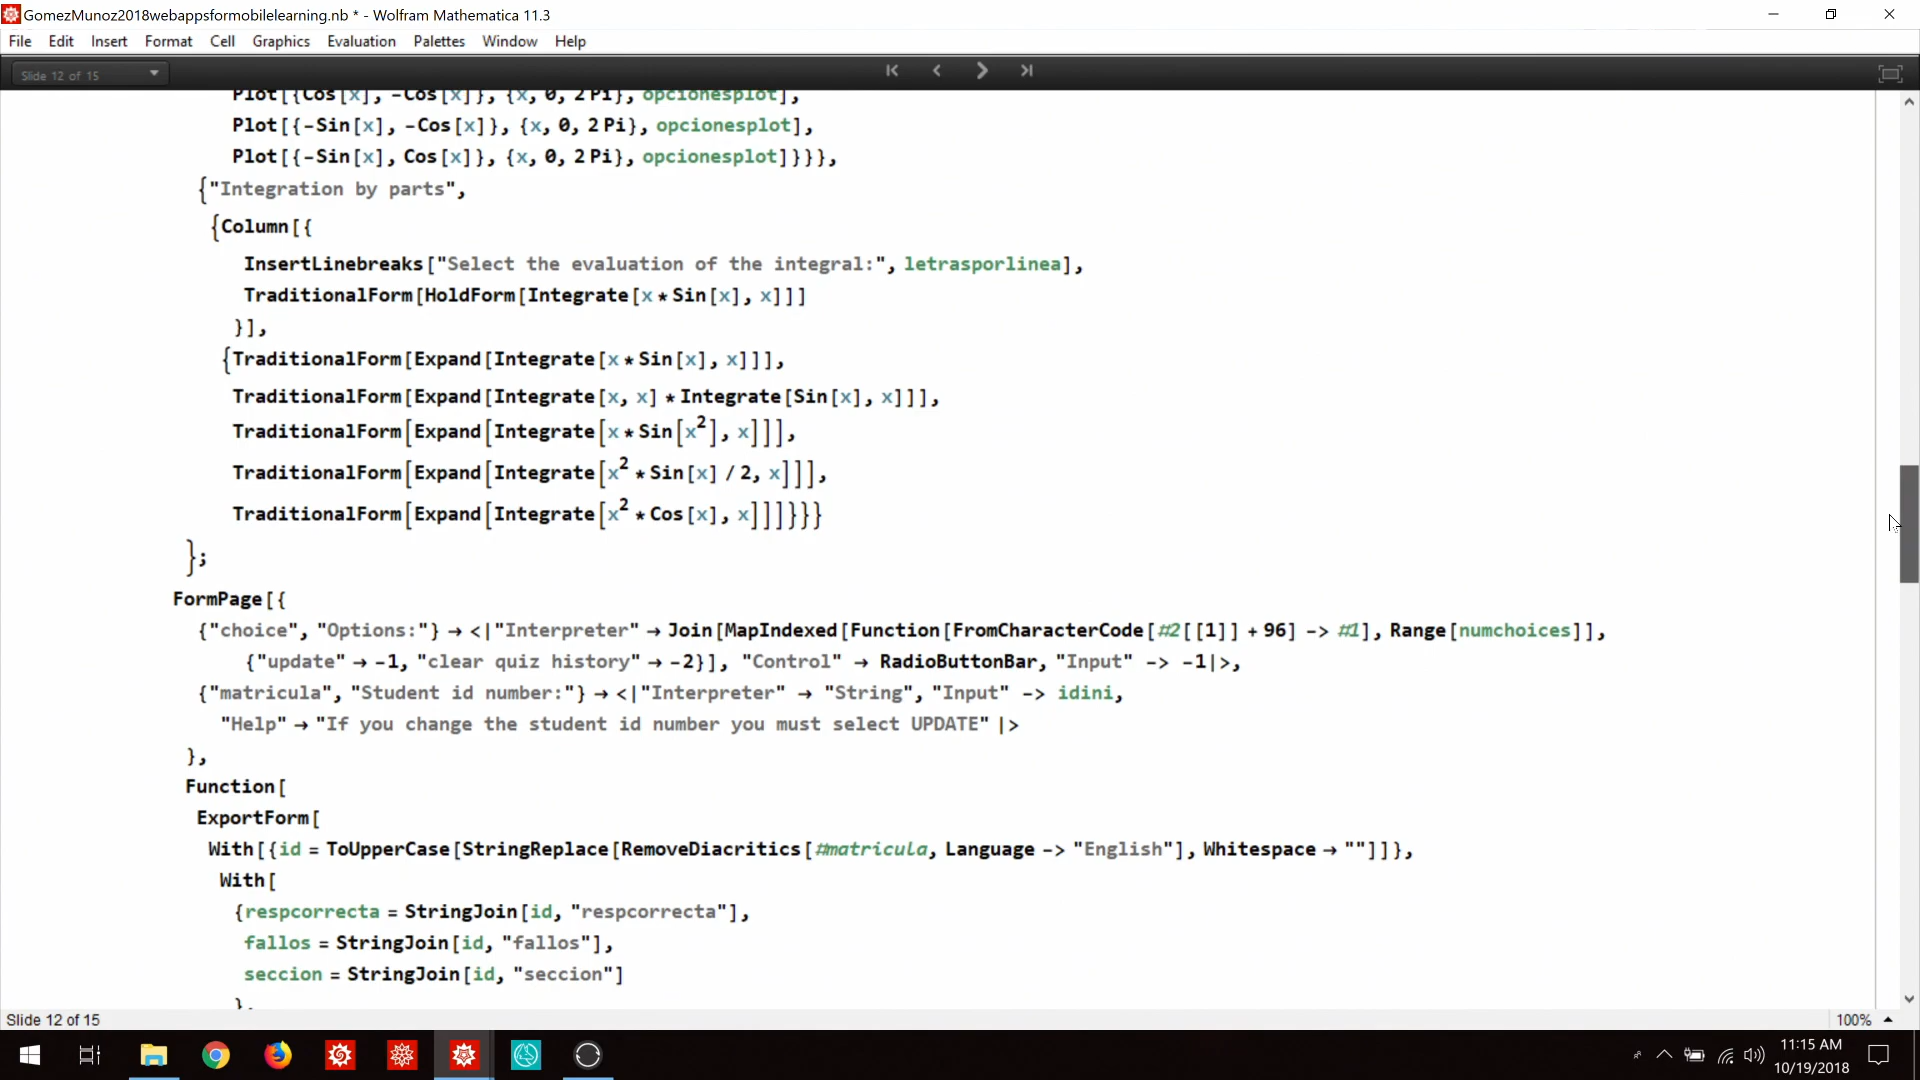 GomezMunoz2018webappsformobilelearning.nb * - Wolfram Mathematica 11.3
File Edit Insert Format Cell Graphics Evaluation Palettes Window Help
Slide 12 of 15
Plot[{Cos[x], -Cos[x]}, {x, 0, 2 Pi}, opcionesplot],
Plot[{-Sin[x], -Cos[x]}, {x, 0, 2 Pi}, opcionesplot],
Plot[{-Sin[x], Cos[x]}, {x, 0, 2 Pi}, opcionesplot]}}},
{"Integration by parts",
{Column[{
InsertLinebreaks["Select the evaluation of the integral:", letrasporlinea],
TraditionalForm[HoldForm[Integrate[x * Sin[x], x]]]
}],
{TraditionalForm[Expand[Integrate[x * Sin[x], x]]],
TraditionalForm[Expand[Integrate[x, x] * Integrate[Sin[x], x]]],
TraditionalForm[Expand[Integrate[x * Sin[x²], x]]],
TraditionalForm[Expand[Integrate[x² * Sin[x] / 2, x]]],
TraditionalForm[Expand[Integrate[x² * Cos[x], x]]]}}}
};
FormPage[{
{"choice", "Options:"} → <|"Interpreter" → Join[MapIndexed[Function[FromCharacterCode[#2[[1]] + 96] -> #1], Range[numchoices]],
{"update" → -1, "clear quiz history" → -2}], "Control" → RadioButtonBar, "Input" -> -1|>,
{"matricula", "Student id number:"} → <|"Interpreter" → "String", "Input" -> idini,
"Help" → "If you change the student id number you must select UPDATE" |>
},
Function[
ExportForm[
With[{id = ToUpperCase[StringReplace[RemoveDiacritics[#matricula, Language -> "English"], Whitespace → ""]]},
With[
{respcorrecta = StringJoin[id, "respcorrecta"],
fallos = StringJoin[id, "fallos"],
seccion = StringJoin[id, "seccion"]
},
Slide 12 of 15
100%
11:15 AM
10/19/2018